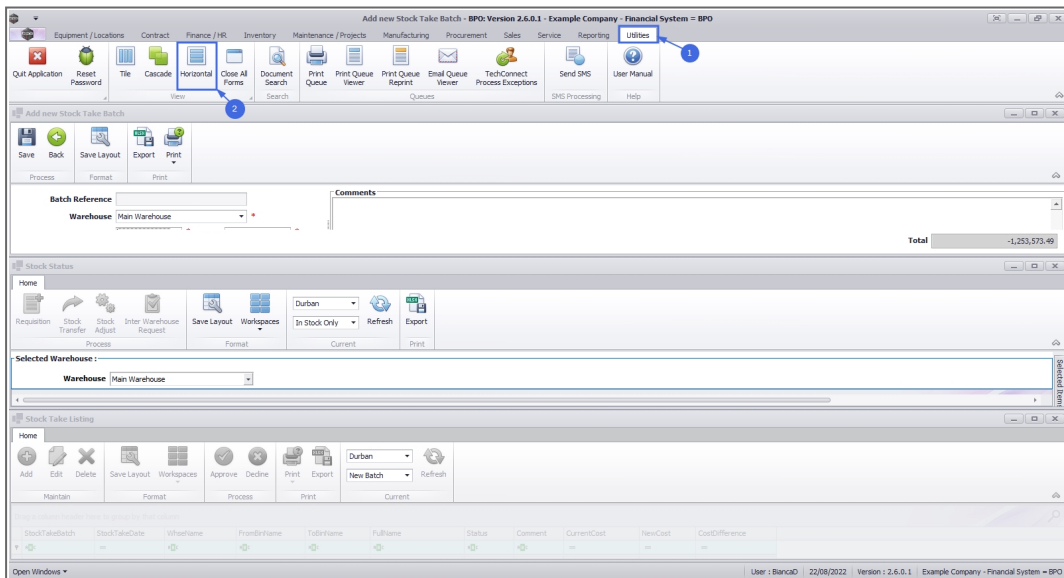 Add new Stock Take Batch - BPO: Version 2.6.0.1 - Example Company - Financial System = BPO
Equipment / Locations Contract Finance / HR Inventory Maintenance / Projects Manufacturing Procurement Sales Service Reporting Utilities
1
Quit Application Reset Password Tile Cascade Horizontal Close All Forms Document Search Print Queue Print Queue Viewer Print Queue Reprint Email Queue Viewer TechConnect Process Exceptions Send SMS User Manual
View Search Queues SMS Processing Help
2
Add new Stock Take Batch
Save Back Save Layout Export Print
Process Format Print
Batch Reference
Comments
Warehouse Main Warehouse *
Total -1,253,573.49
Stock Status
Home
Requisition Stock Transfer Stock Adjust Inter Warehouse Request Save Layout Workspaces Durban In Stock Only Refresh Export
Process Format Current Print
Selected Warehouse :
Warehouse Main Warehouse
Selected Items
Stock Take Listing
Home
Add Edit Delete Save Layout Workspaces Approve Decline Print Export Durban New Batch Refresh
Maintain Format Process Print Current
StockTakeBatch StockTakeDate WhseName FromBinName ToBinName FullName Status Comment CurrentCost NewCost CostDifference
Open Windows
User : BiancaD 22/08/2022 Version : 2.6.0.1 Example Company - Financial System = BPO